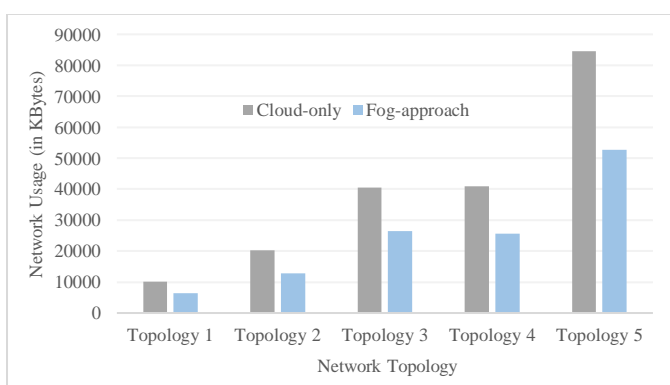 90000
80000
70000
60000
50000
40000
30000
20000
10000
0
Network Usage (in KBytes)
Cloud-only Fog-approach
Topology 1 Topology 2 Topology 3 Topology 4 Topology 5
Network Topology